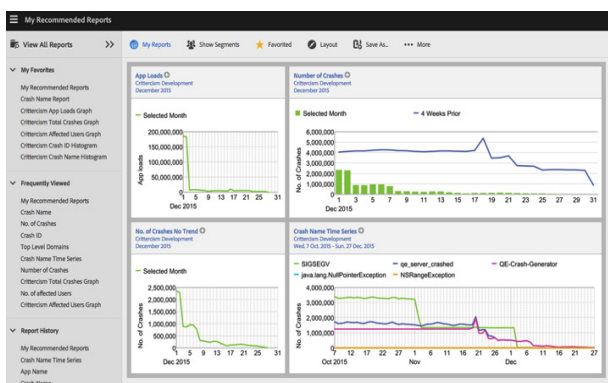 My Recommended Reports
View All Reports >>
My Reports Show Segments Favorited Layout Save As.. ••• More
My Favorites
My Recommended Reports
Crash Name Report
Crittercism App Loads Graph
Crittercism Total Crashes Graph
Crittercism Affected Users Graph
Crittercism Crash ID Histogram
Crittercism Crash Name Histogram
Frequently Viewed
My Recommended Reports
Crash Name
No. of Crashes
Crash ID
Top Level Domains
Crash Name Time Series
Number of Crashes
Crittercism Total Crashes Graph
No. of affected Users
Crittercism Affected Users Graph
Report History
My Recommended Reports
Crash Name Time Series
App Name
Crash Name
App Loads
Crittercism Development
December 2015
Selected Month
200,000,000
150,000,000
100,000,000
50,000,000
0
App loads
1 5 9 13 19 25 31
Dec 2015
Number of Crashes
Crittercism Development
December 2015
Selected Month 4 Weeks Prior
6,000,000
5,000,000
4,000,000
3,000,000
2,000,000
1,000,000
0
No. of Crashes
1 3 5 7 9 11 13 15 17 19 21 23 25 27 29 31
Dec 2015
No. of Crashes No Trend
Crittercism Development
December 2015
Selected Month
2,500,000
2,000,000
1,500,000
1,000,000
500,000
0
No. of Crashes
1 5 9 13 19 25 31
Dec 2015
Crash Name Time Series
Crittercism Development
Wed. 7 Oct. 2015 - Sun. 27 Dec. 2015
SIGSEGV qe_server_crashed QE-Crash-Generator
java.lang.NullPointerException NSRangeException
4,000,000
3,000,000
2,000,000
1,000,000
0
No. of Crashes
7 12 17 22 27 1 6 11 16 21 26 1 6 11 16 21 27
Oct 2015 Nov Dec